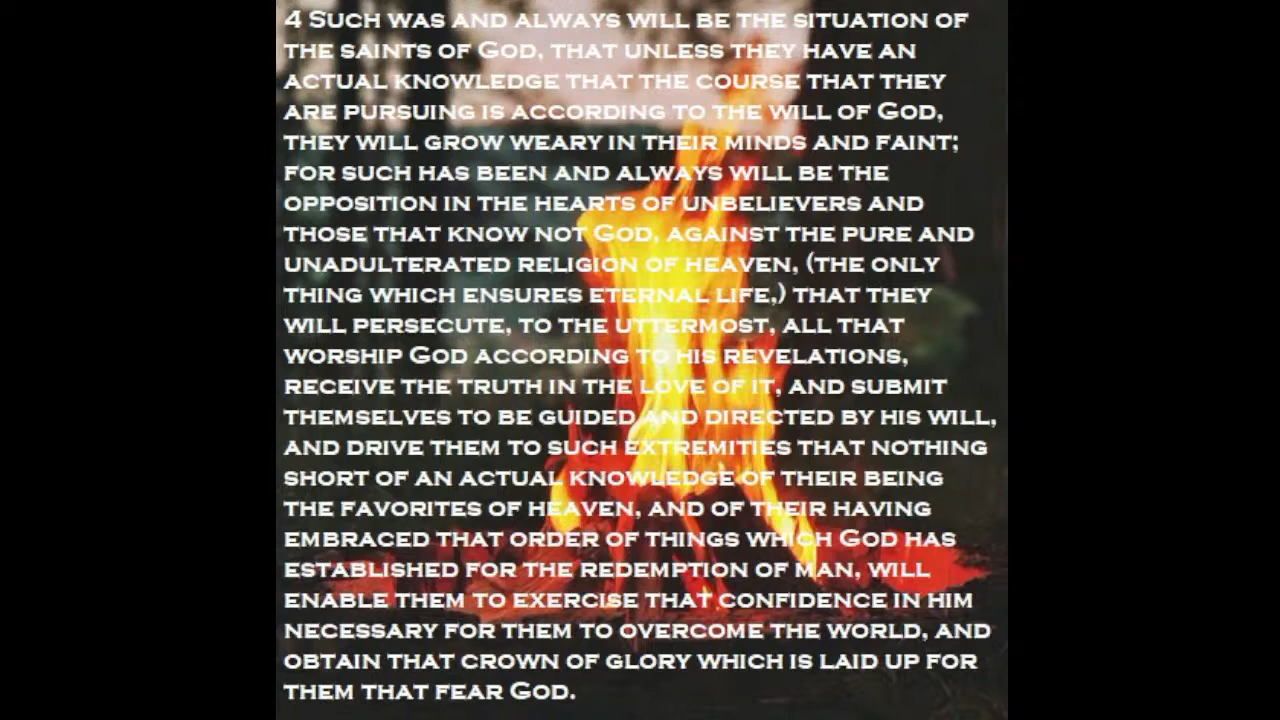 4 Such was and always will be the situation of
the saints of God, that unless they have an
actual knowledge that the course that they
are pursuing is according to the will of God,
they will grow weary in their minds and faint;
for such has been and always will be the
opposition in the hearts of unbelievers and
those that know not God, against the pure and
unadulterated religion of heaven, (the only
thing which ensures eternal life,) that they
will persecute, to the uttermost, all that
worship God according to his revelations,
receive the truth in the love of it, and submit
themselves to be guided and directed by his will,
and drive them to such extremities that nothing
short of an actual knowledge of their being
the favorites of heaven, and of their having
embraced that order of things which God has
established for the redemption of man, will
enable them to exercise that confidence in him
necessary for them to overcome the world, and
obtain that crown of glory which is laid up for
them that fear God.